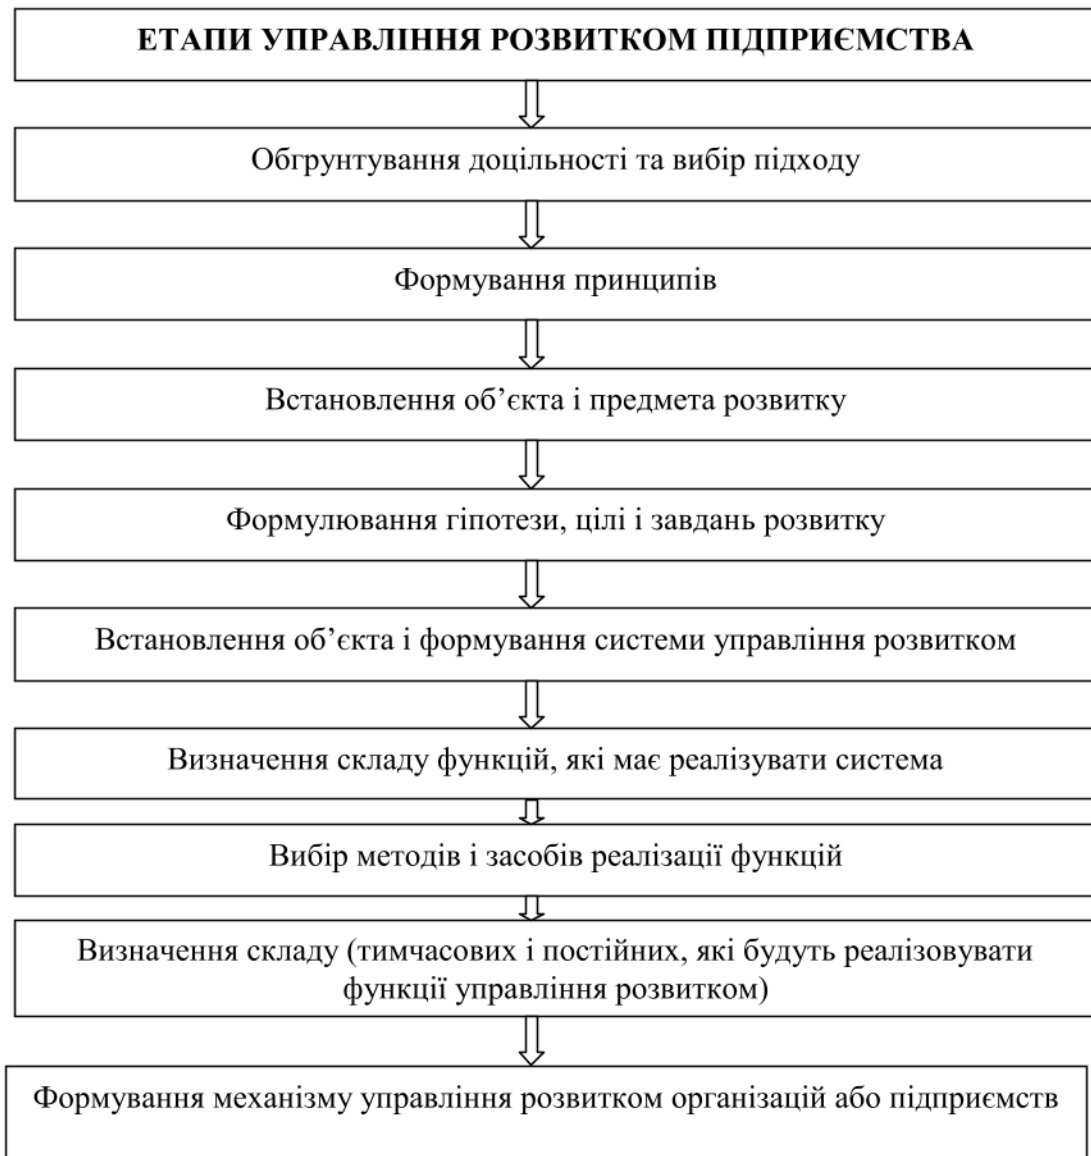 ЕТАПИ УПРАВЛІННЯ РОЗВИТКОМ ПІДПРИЄМСТВА
Обгрунтування доцільності та вибір підходу
Формування принципів
Встановлення об’єкта і предмета розвитку
Формулювання гіпотези, цілі і завдань розвитку
Встановлення об’єкта і формування системи управління розвитком
Визначення складу функцій, які має реалізувати система
Вибір методів і засобів реалізації функцій
Визначення складу (тимчасових і постійних, які будуть реалізовувати
функції управління розвитком)
Формування механізму управління розвитком організацій або підприємств